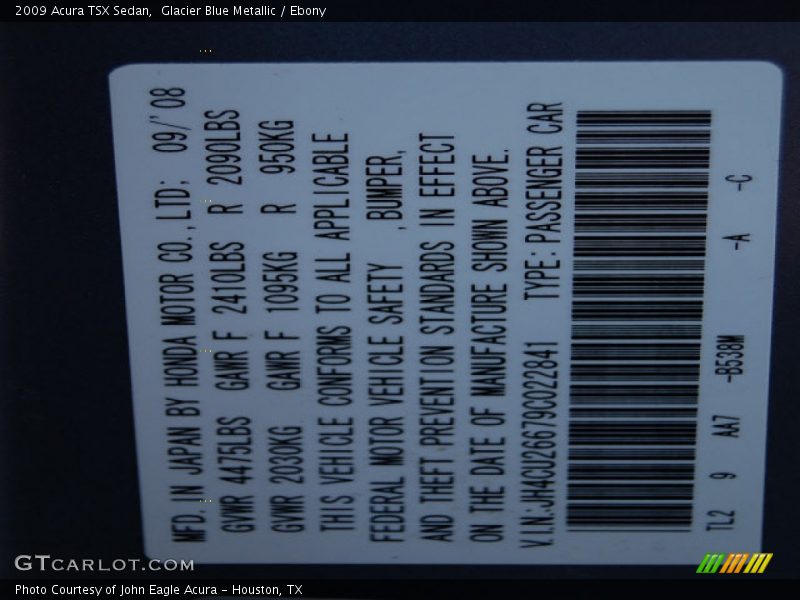 2009 Acura TSX Sedan,  Glacier Blue Metallic / Ebony
MFD. IN JAPAN BY HONDA MOTOR CO.,LTD; 09/'08
GVWR 4475LBS GAWR F 2410LBS R 2090LBS
GVWR 2030KG GAWR F 1095KG R 950KG
THIS VEHICLE CONFORMS TO ALL APPLICABLE
FEDERAL MOTOR VEHICLE SAFETY ,BUMPER,
AND THEFT PREVENTION STANDARDS IN EFFECT
ON THE DATE OF MANUFACTURE SHOWN ABOVE.
V.I.N:JH4CU26679C022841 TYPE:PASSENGER CAR
TL2 9 AA7 -B538M -A -C
GTCARLOT.COM
Photo Courtesy of John Eagle Acura - Houston, TX